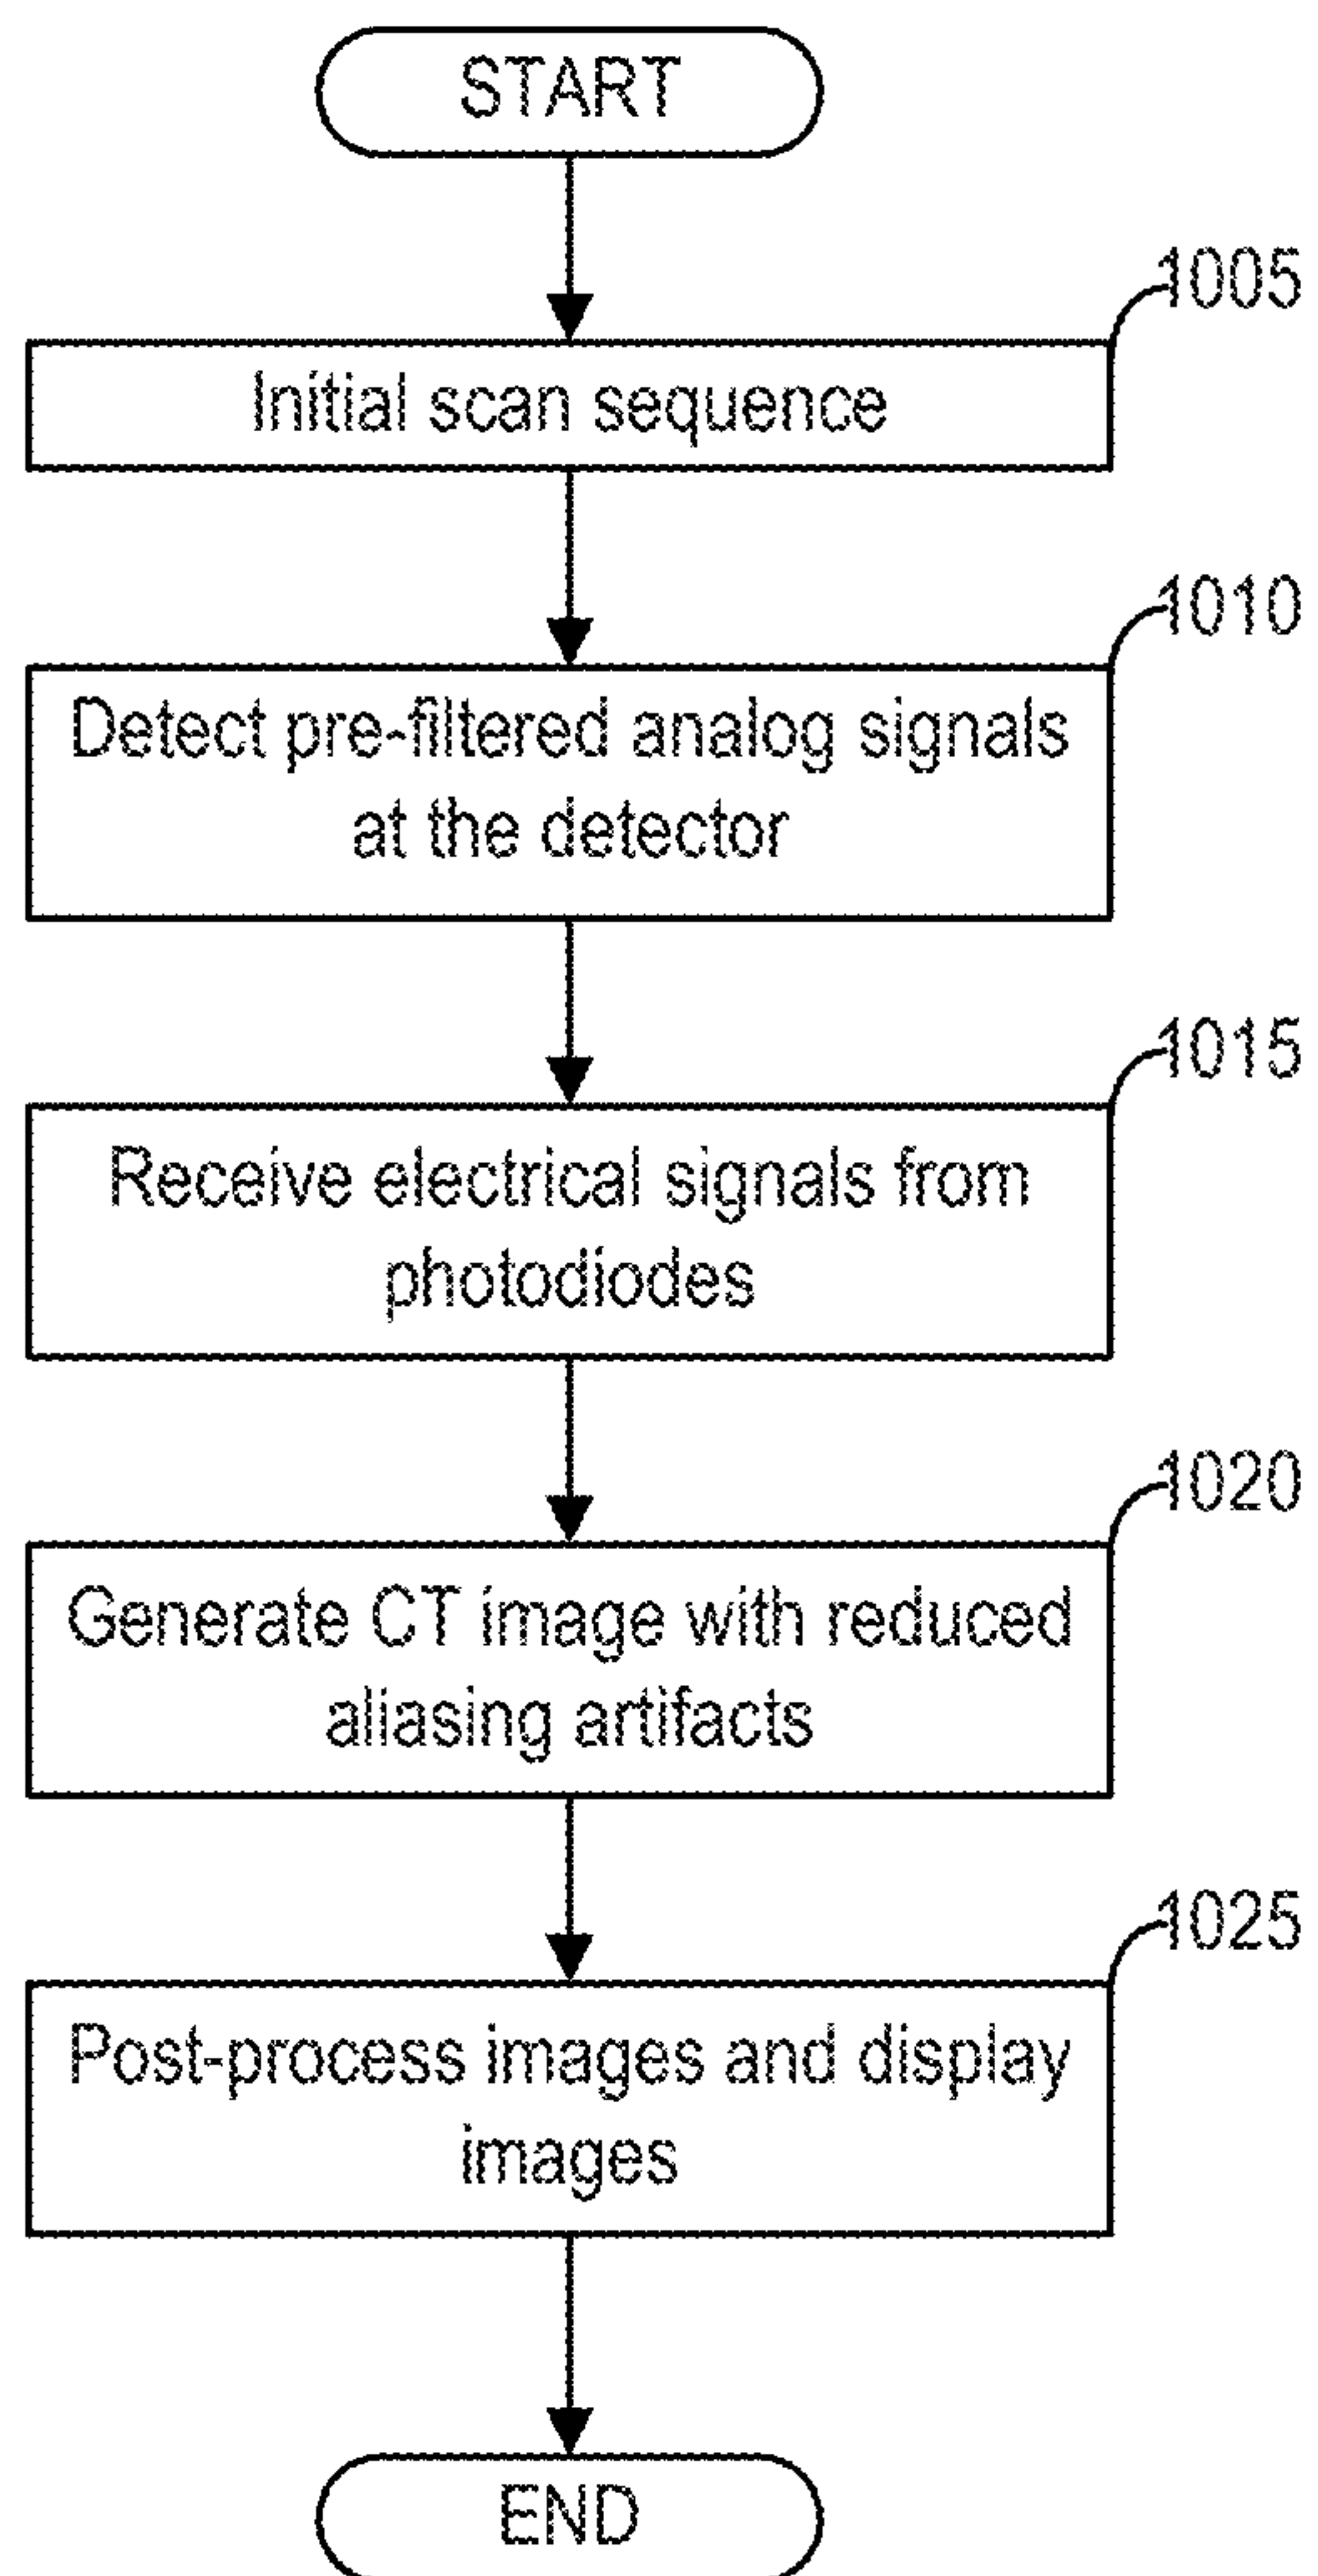 START
1005
Initial scan sequence
1010
Detect pre-filtered analog signals
at the detector
1015
Receive electrical signals from
photodiodes
1020
Generate CT image with reduced
aliasing artifacts
1025
Post-process images and display
images
END